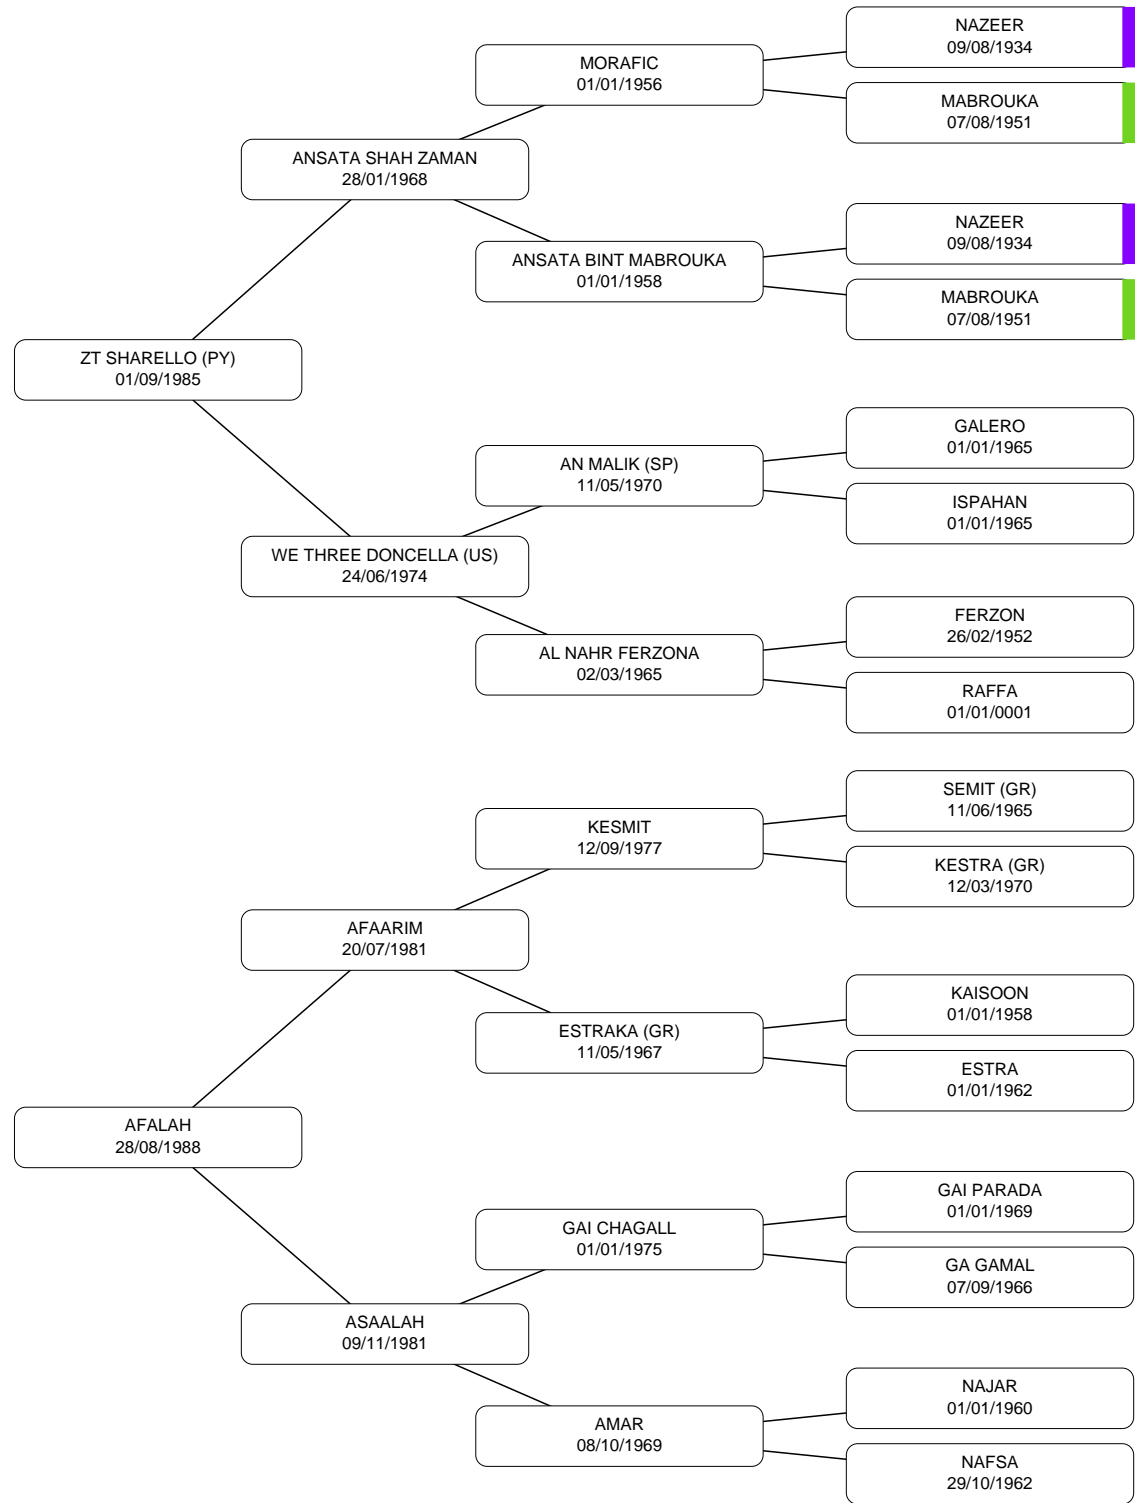 NAZEER
09/08/1934
MORAFIC
01/01/1956
MABROUKA
07/08/1951
ANSATA SHAH ZAMAN
28/01/1968
NAZEER
09/08/1934
ANSATA BINT MABROUKA
01/01/1958
MABROUKA
07/08/1951
ZT SHARELLO (PY)
01/09/1985
GALERO
01/01/1965
AN MALIK (SP)
11/05/1970
ISPAHAN
01/01/1965
WE THREE DONCELLA (US)
24/06/1974
FERZON
26/02/1952
AL NAHR FERZONA
02/03/1965
RAFFA
01/01/0001
SEMIT (GR)
11/06/1965
KESMIT
12/09/1977
KESTRA (GR)
12/03/1970
AFAARIM
20/07/1981
KAISOON
01/01/1958
ESTRAKA (GR)
11/05/1967
ESTRA
01/01/1962
AFALAH
28/08/1988
GAI PARADA
01/01/1969
GAI CHAGALL
01/01/1975
GA GAMAL
07/09/1966
ASAALAH
09/11/1981
NAJAR
01/01/1960
AMAR
08/10/1969
NAFSA
29/10/1962